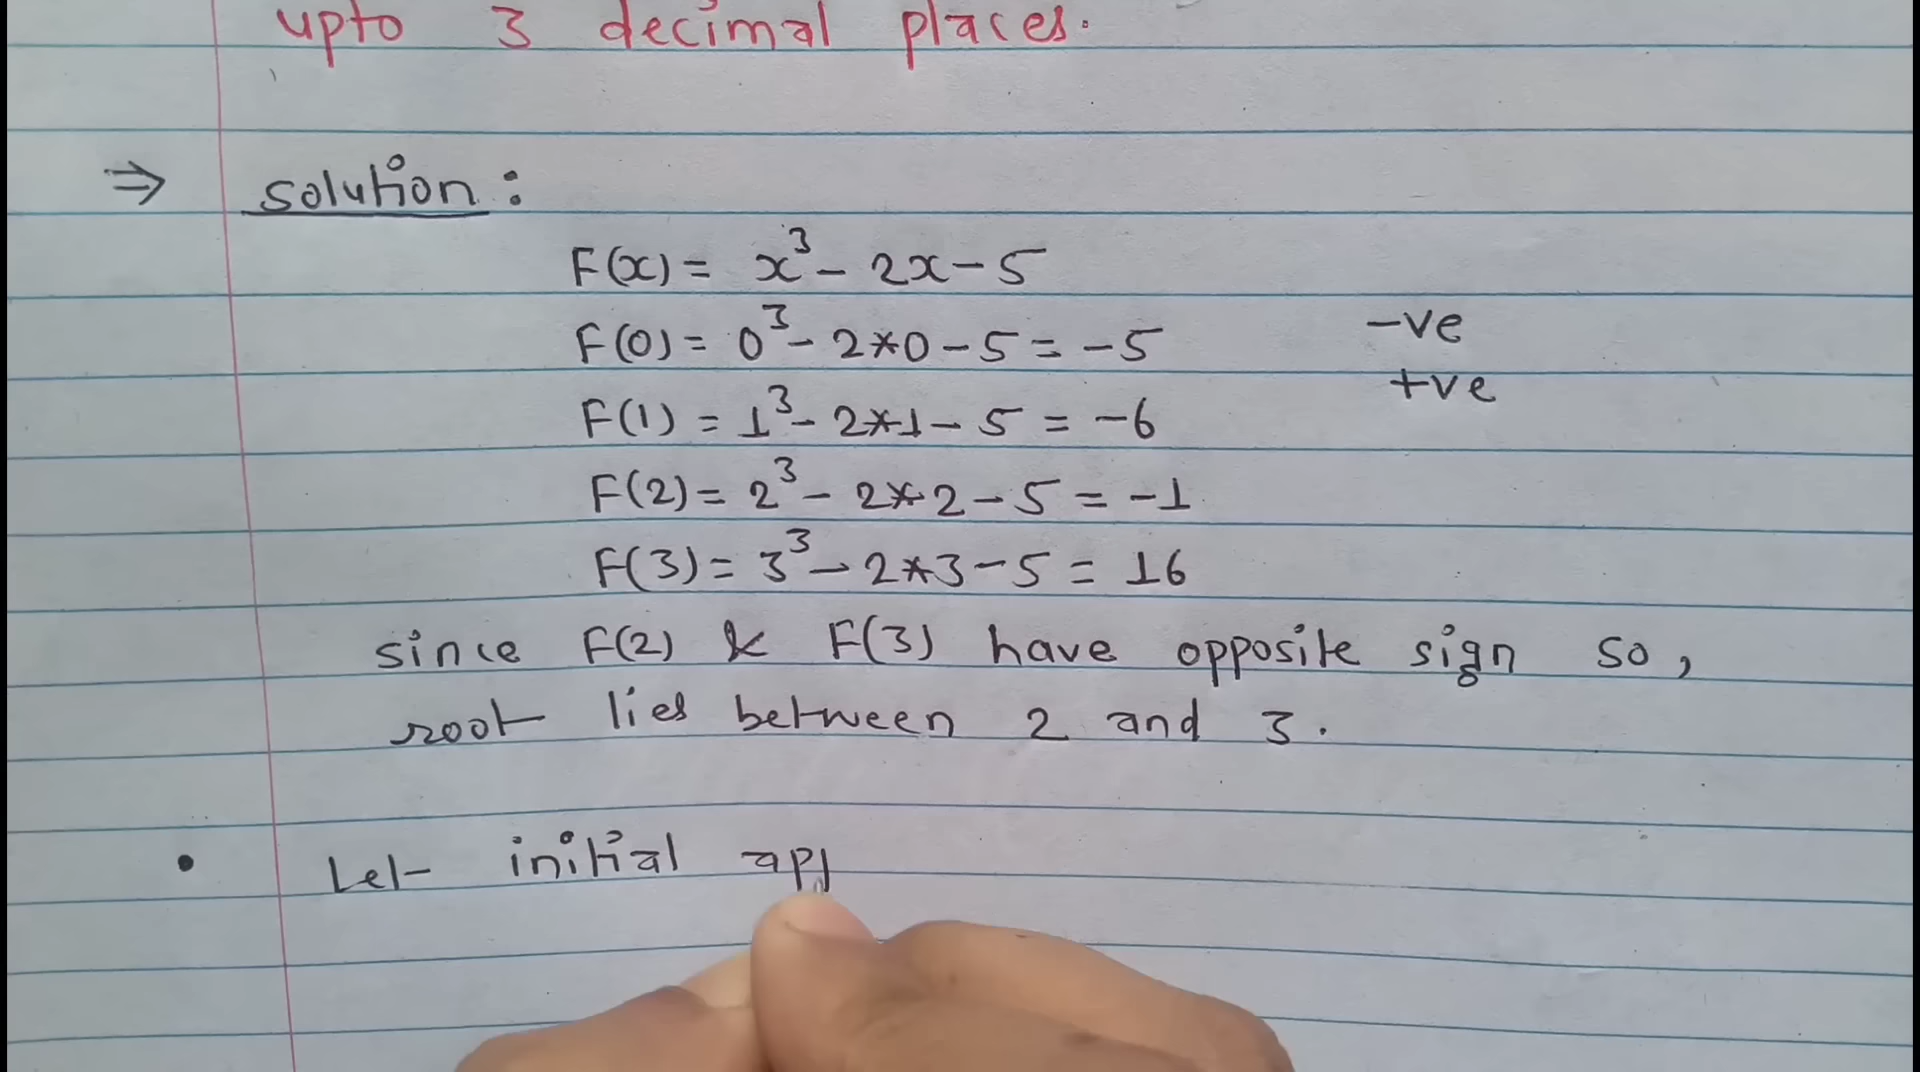 upto 3 decimal places.
⇒ solution:
F(x) = x³ - 2x - 5
F(0) = 0³ - 2*0 - 5 = -5 -ve
+ve
F(1) = 1³ - 2*1 - 5 = -6
F(2) = 2³ - 2*2 - 5 = -1
F(3) = 3³ - 2*3 - 5 = 16
since F(2) & F(3) have opposite sign so,
root lies between 2 and 3.
• Let initial app